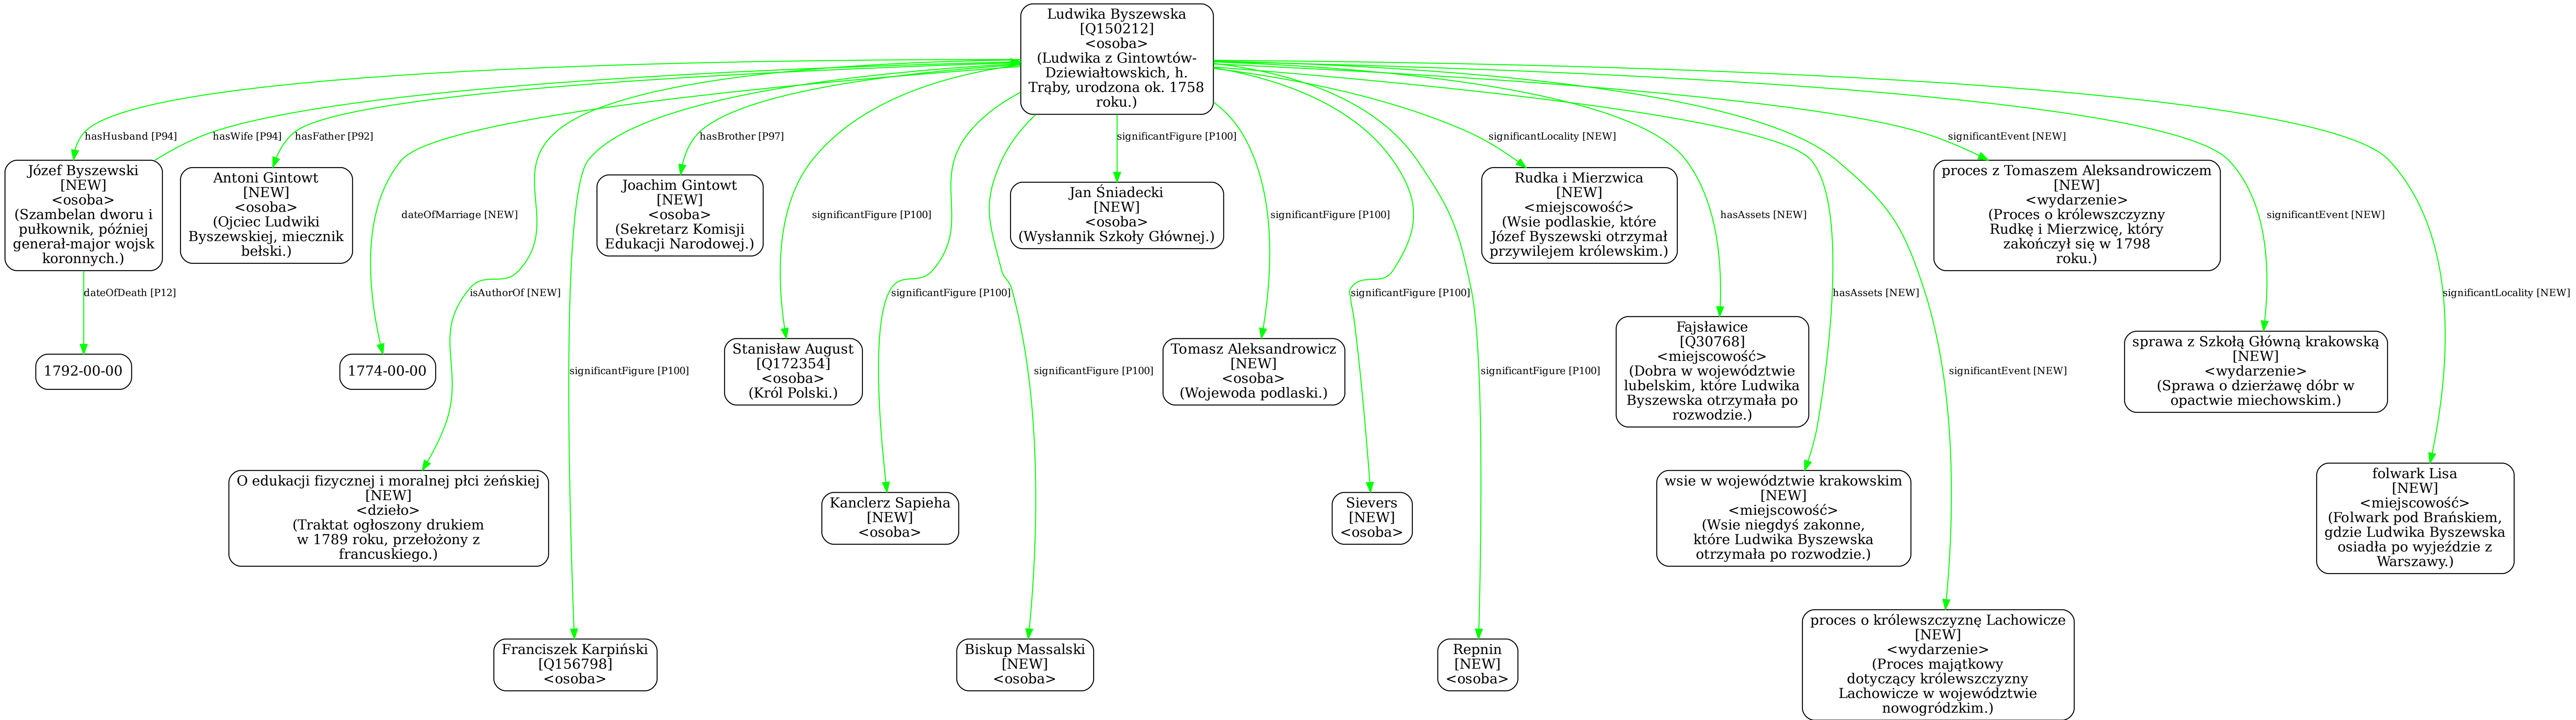 Ludwika Byszewska
[Q150212]
<osoba>
(Ludwika z Gintowtów-
Dziewiałtowskich, h.
Trąby, urodzona ok. 1758
roku.)
hasHusband [P94]
hasWife [P94]
hasFather [P92]
hasBrother [P97]
significantFigure [P100]
significantLocality [NEW]
significantEvent [NEW]
Józef Byszewski
[NEW]
<osoba>
(Szambelan dworu i
pułkownik, później
generał-major wojsk
koronnych.)
Antoni Gintowt
[NEW]
<osoba>
(Ojciec Ludwiki
Byszewskiej, miecznik
bełski.)
dateOfMarriage [NEW]
Joachim Gintowt
[NEW]
<osoba>
(Sekretarz Komisji
Edukacji Narodowej.)
significantFigure [P100]
Jan Śniadecki
[NEW]
<osoba>
(Wysłannik Szkoły Głównej.)
significantFigure [P100]
Rudka i Mierzwica
[NEW]
<miejscowość>
(Wsie podlaskie, które
Józef Byszewski otrzymał
przywilejem królewskim.)
hasAssets [NEW]
proces z Tomaszem Aleksandrowiczem
[NEW]
<wydarzenie>
(Proces o królewszczyzny
Rudkę i Mierzwicę, który
zakończył się w 1798
roku.)
significantEvent [NEW]
dateOfDeath [P12]
isAuthorOf [NEW]
significantFigure [P100]
significantFigure [P100]
hasAssets [NEW]
significantLocality [NEW]
1792-00-00
1774-00-00
significantFigure [P100]
Stanisław August
[Q172354]
<osoba>
(Król Polski.)
significantFigure [P100]
Tomasz Aleksandrowicz
[NEW]
<osoba>
(Wojewoda podlaski.)
significantFigure [P100]
Fajsławice
[Q30768]
<miejscowość>
(Dobra w województwie
lubelskim, które Ludwika
Byszewska otrzymała po
rozwodzie.)
significantEvent [NEW]
sprawa z Szkołą Główną krakowską
[NEW]
<wydarzenie>
(Sprawa o dzierżawę dóbr w
opactwie miechowskim.)
O edukacji fizycznej i moralnej płci żeńskiej
[NEW]
<dzieło>
(Traktat ogłoszony drukiem
w 1789 roku, przełożony z
francuskiego.)
Kanclerz Sapieha
[NEW]
<osoba>
Sievers
[NEW]
<osoba>
wsie w województwie krakowskim
[NEW]
<miejscowość>
(Wsie niegdyś zakonne,
które Ludwika Byszewska
otrzymała po rozwodzie.)
folwark Lisa
[NEW]
<miejscowość>
(Folwark pod Brańskiem,
gdzie Ludwika Byszewska
osiadła po wyjeździe z
Warszawy.)
Franciszek Karpiński
[Q156798]
<osoba>
Biskup Massalski
[NEW]
<osoba>
Repnin
[NEW]
<osoba>
proces o królewszczyznę Lachowicze
[NEW]
<wydarzenie>
(Proces majątkowy
dotyczący królewszczyzny
Lachowicze w województwie
nowogródzkim.)